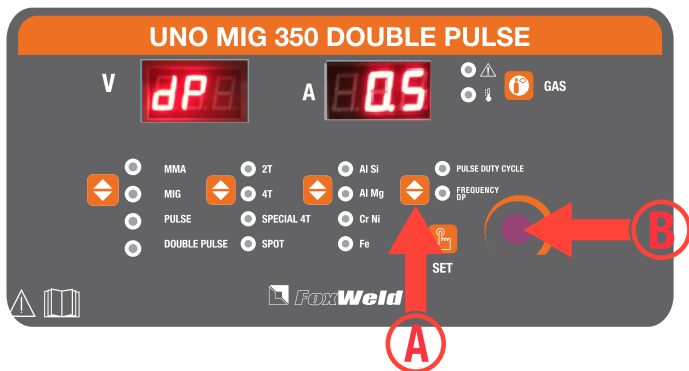 UNO MIG 350 DOUBLE PULSE
V
dP
A
0.5
GAS
MMA
2T
Al Si
PULSE DUTY CYCLE
MIG
4T
Al Mg
FREQUENCY
DP
PULSE
SPECIAL 4T
Cr Ni
DOUBLE PULSE
SPOT
Fe
SET
B
FoxWeld
A